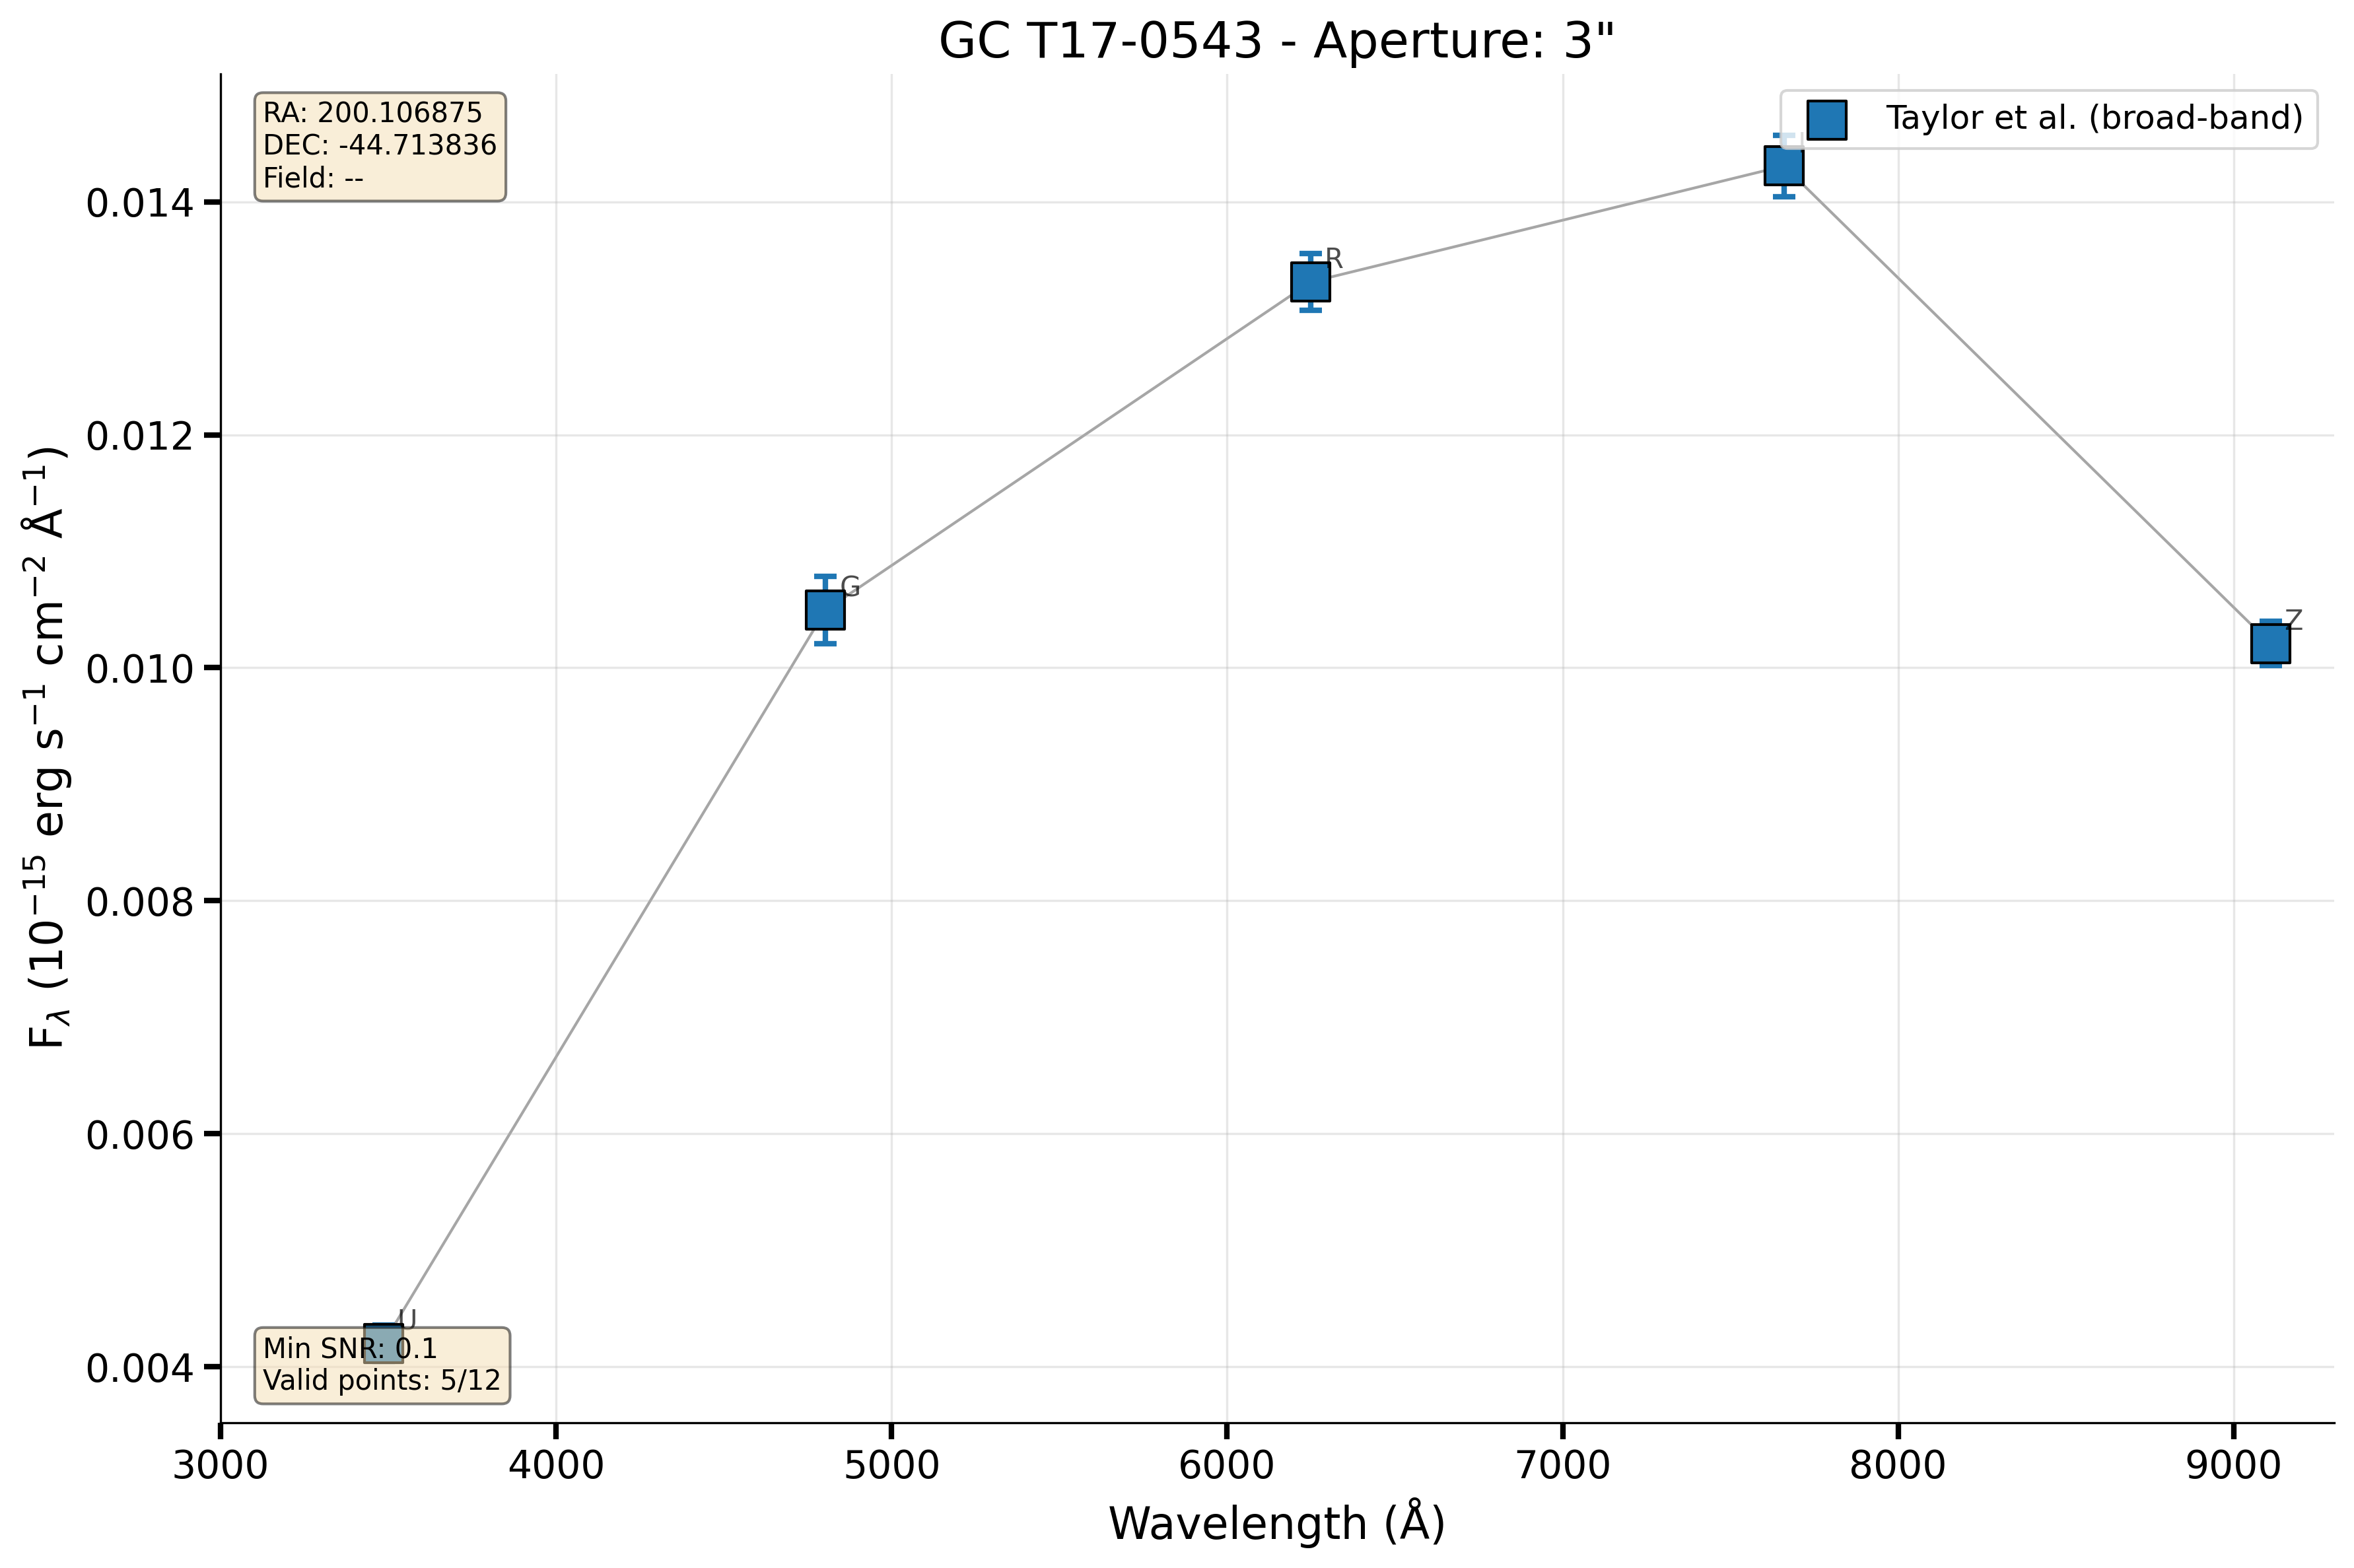 GC T17-0543 - Aperture: 3"
RA: 200.106875
DEC: -44.713836
Field: --
Taylor et al. (broad-band)
I
R
G
Z
U
Min SNR: 0.1
Valid points: 5/12
0.014
0.012
0.010
0.008
0.006
0.004
F_λ (10⁻¹⁵ erg s⁻¹ cm⁻² Å⁻¹)
3000 4000 5000 6000 7000 8000 9000
Wavelength (Å)